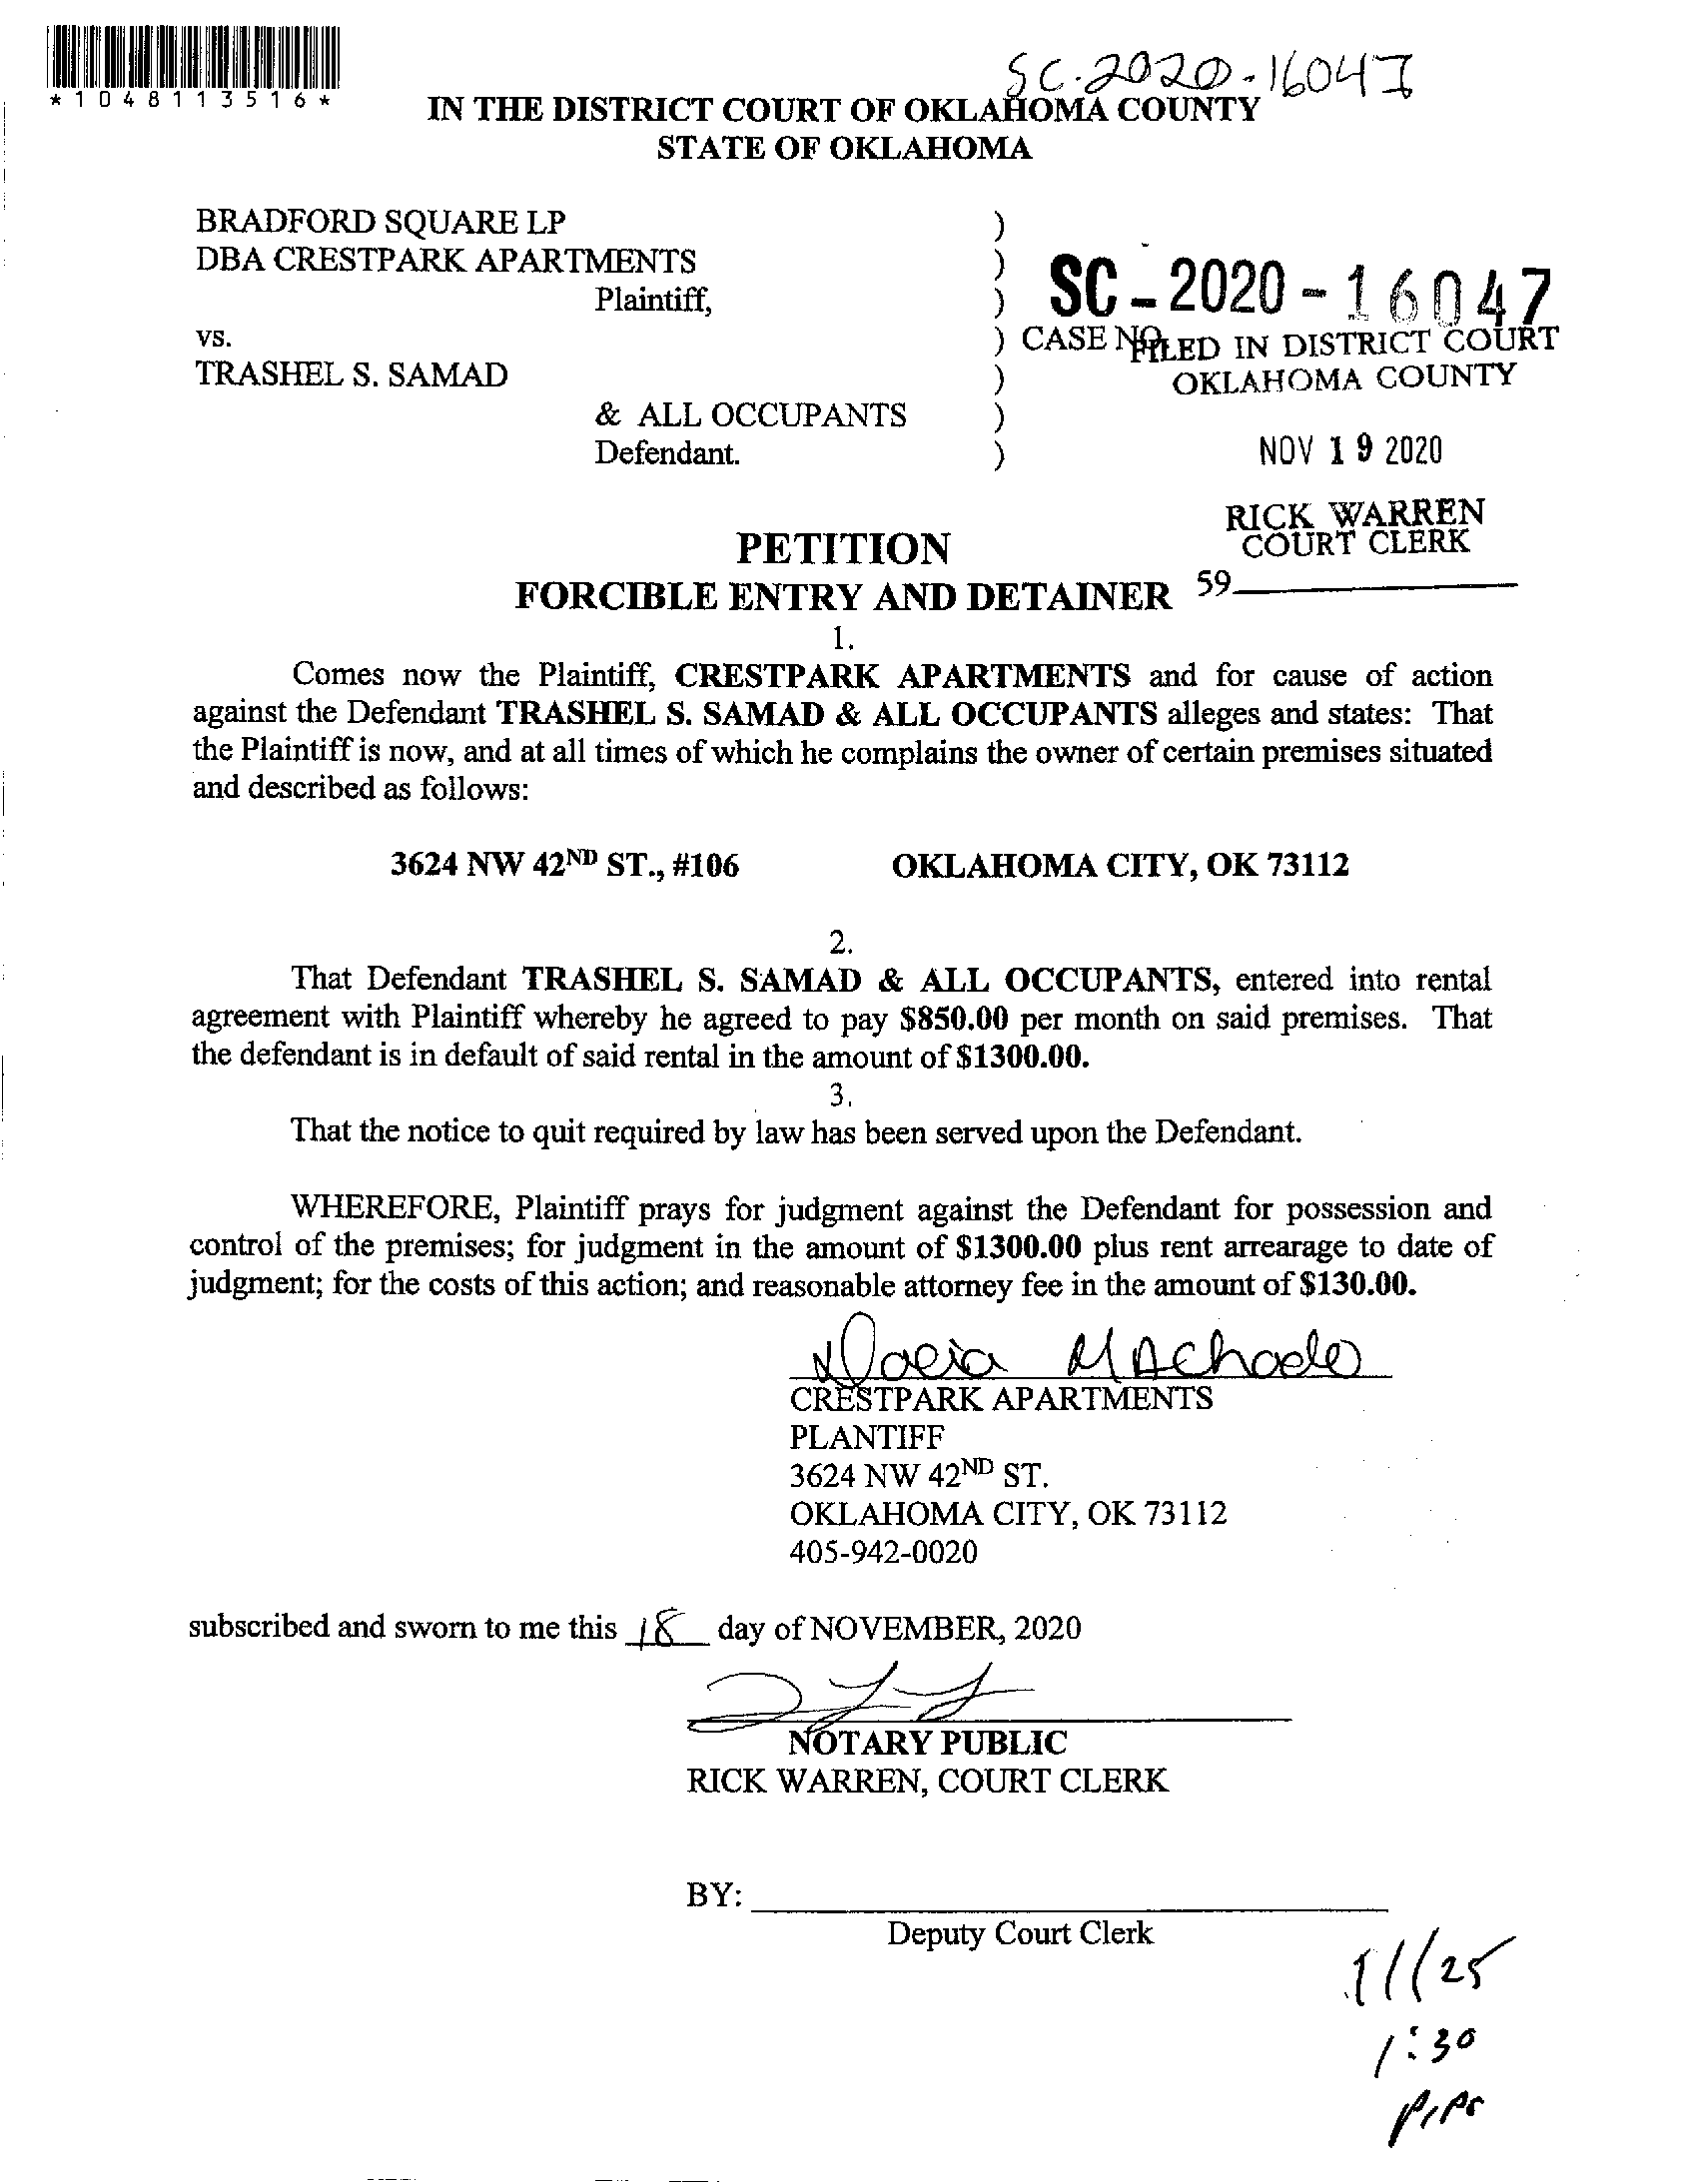 *1048113516*
SC-2020-16047
IN THE DISTRICT COURT OF OKLAHOMA COUNTY
STATE OF OKLAHOMA
BRADFORD SQUARE LP )
DBA CRESTPARK APARTMENTS )
Plaintiff, ) SC-2020-16047
vs. ) CASE NO.
FILED IN DISTRICT COURT
TRASHEL S. SAMAD )
OKLAHOMA COUNTY
& ALL OCCUPANTS )
Defendant. ) NOV 19 2020
RICK WARREN
COURT CLERK
PETITION
FORCIBLE ENTRY AND DETAINER
59
1.
Comes now the Plaintiff, CRESTPARK APARTMENTS and for cause of action
against the Defendant TRASHEL S. SAMAD & ALL OCCUPANTS alleges and states: That
the Plaintiff is now, and at all times of which he complains the owner of certain premises situated
and described as follows:
3624 NW 42ND ST., #106 OKLAHOMA CITY, OK 73112
2.
That Defendant TRASHEL S. SAMAD & ALL OCCUPANTS, entered into rental
agreement with Plaintiff whereby he agreed to pay $850.00 per month on said premises. That
the defendant is in default of said rental in the amount of $1300.00.
3.
That the notice to quit required by law has been served upon the Defendant.
WHEREFORE, Plaintiff prays for judgment against the Defendant for possession and
control of the premises; for judgment in the amount of $1300.00 plus rent arrearage to date of
judgment; for the costs of this action; and reasonable attorney fee in the amount of $130.00.
Machado
CRESTPARK APARTMENTS
PLANTIFF
3624 NW 42ND ST.
OKLAHOMA CITY, OK 73112
405-942-0020
subscribed and sworn to me this 18 day of NOVEMBER, 2020
NOTARY PUBLIC
RICK WARREN, COURT CLERK
BY:
Deputy Court Clerk
11/25
1:30